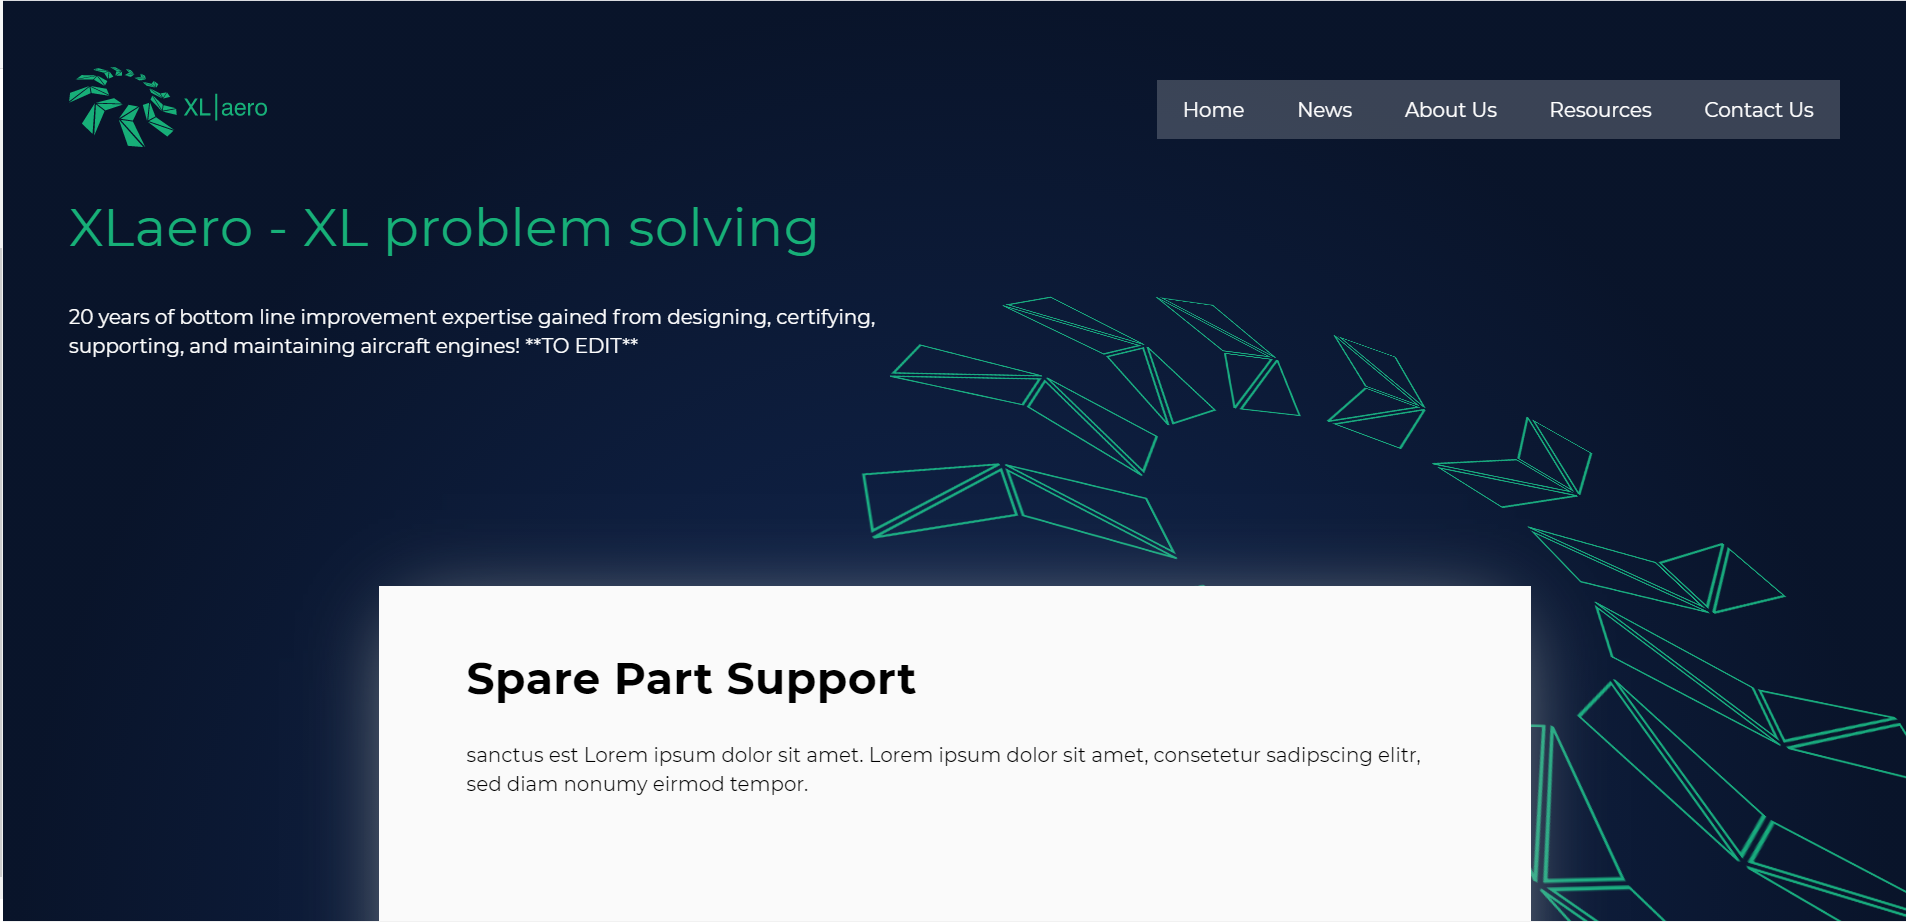 XL|aero
Home News About Us Resources Contact Us
XLaero - XL problem solving
20 years of bottom line improvement expertise gained from designing, certifying,
supporting, and maintaining aircraft engines! **TO EDIT**
Spare Part Support
sanctus est Lorem ipsum dolor sit amet. Lorem ipsum dolor sit amet, consetetur sadipscing elitr,
sed diam nonumy eirmod tempor.